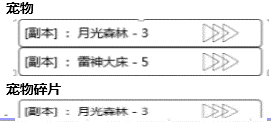 宠物
[副本] : 月光森林 - 3
[副本] : 雷神大床 - 5
宠物碎片
[副本] : 月光森林 - 3